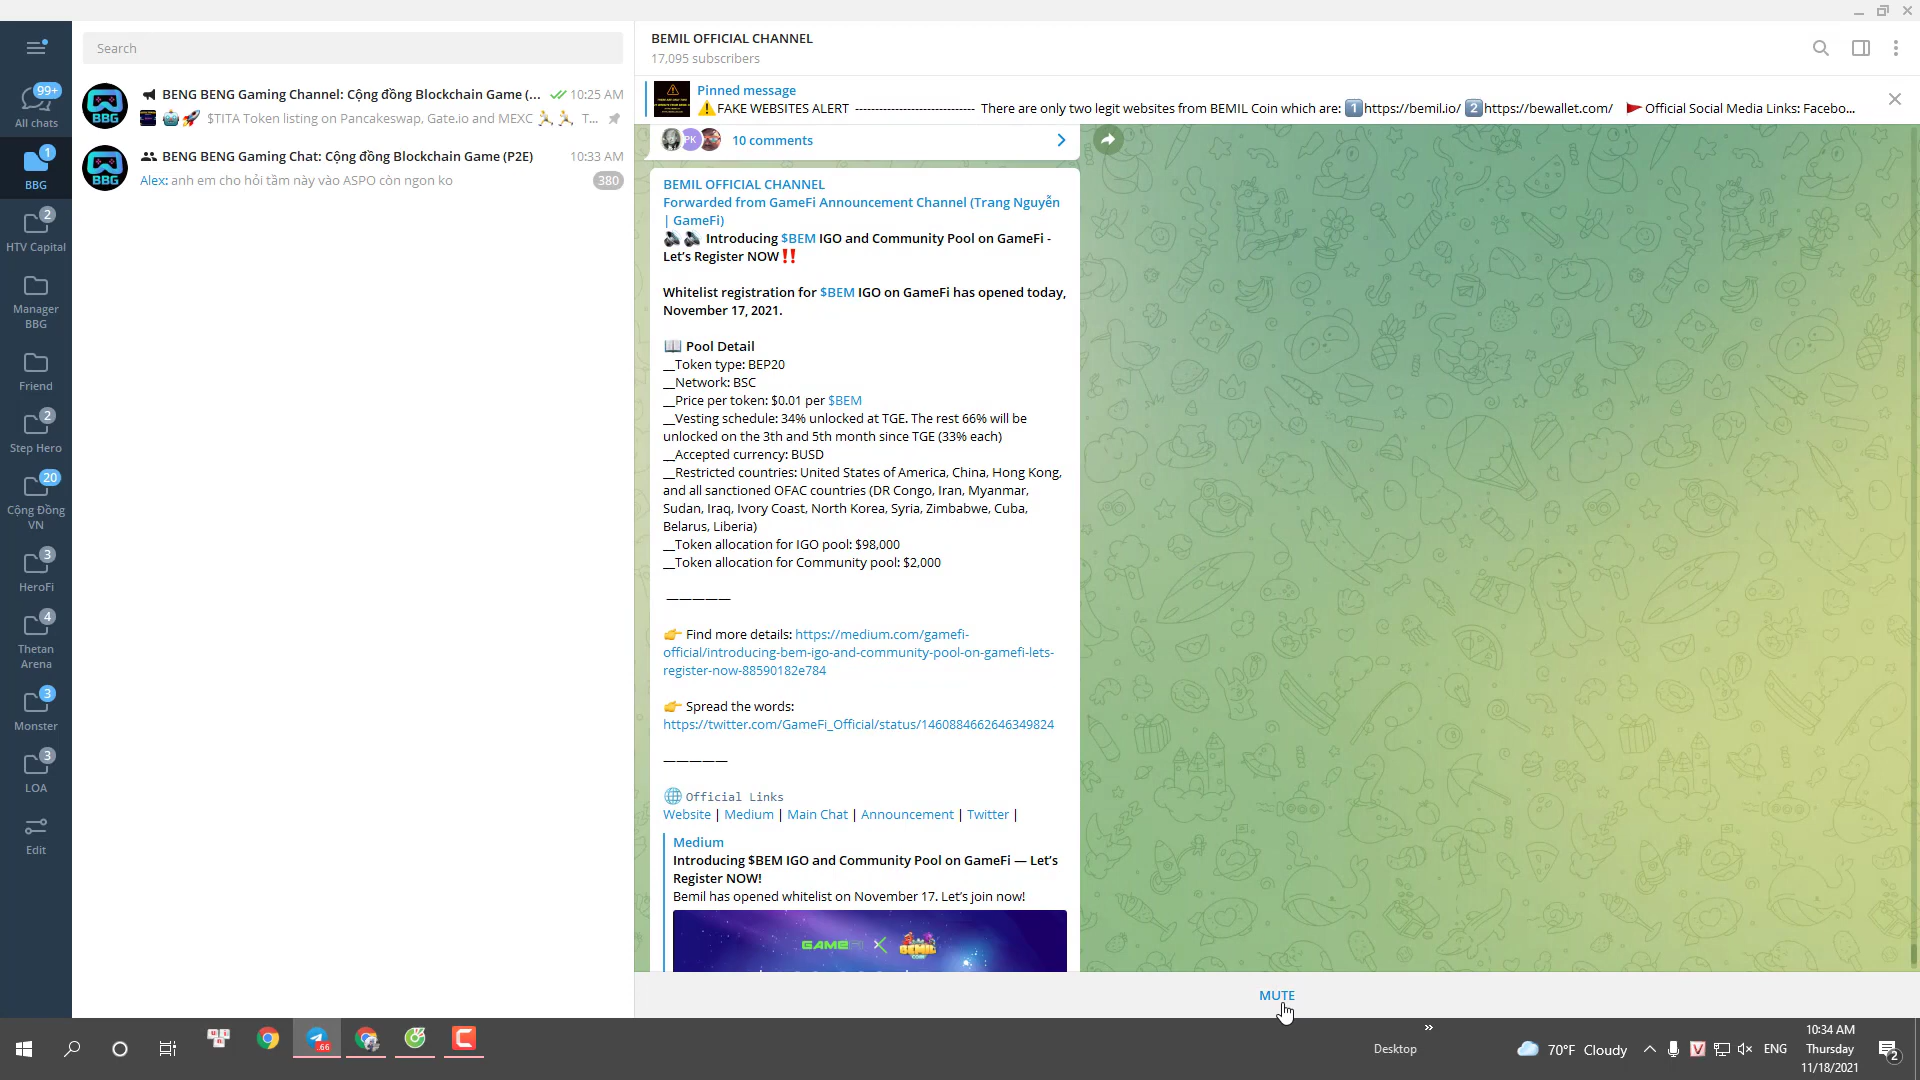 Search
99+
All chats
1
BBG
2
HTV Capital
Manager
BBG
Friend
2
Step Hero
20
Cộng Đồng
VN
3
HeroFi
4
Thetan
Arena
3
Monster
3
LOA
Edit
BBG
BENG BENG Gaming Channel: Cộng đồng Blockchain Game (... 10:25 AM
$TITA Token listing on Pancakeswap, Gate.io and MEXC T...
BBG
BENG BENG Gaming Chat: Cộng đồng Blockchain Game (P2E) 10:33 AM
Alex: anh em cho hỏi tầm này vào ASPO còn ngon ko 380
BEMIL OFFICIAL CHANNEL
17,095 subscribers
Pinned message
⚠️FAKE WEBSITES ALERT ------------------------------ There are only two legit websites from BEMIL Coin which are: 1️⃣https://bemil.io/ 2️⃣https://bewallet.com/ 🚩Official Social Media Links: Facebo...
PK 10 comments
BEMIL OFFICIAL CHANNEL
Forwarded from GameFi Announcement Channel (Trang Nguyễn
| GameFi)
🔊🔊 Introducing $BEM IGO and Community Pool on GameFi -
Let’s Register NOW‼️
Whitelist registration for $BEM IGO on GameFi has opened today,
November 17, 2021.
📖 Pool Detail
__Token type: BEP20
__Network: BSC
__Price per token: $0.01 per $BEM
__Vesting schedule: 34% unlocked at TGE. The rest 66% will be
unlocked on the 3th and 5th month since TGE (33% each)
__Accepted currency: BUSD
__Restricted countries: United States of America, China, Hong Kong,
and all sanctioned OFAC countries (DR Congo, Iran, Myanmar,
Sudan, Iraq, Ivory Coast, North Korea, Syria, Zimbabwe, Cuba,
Belarus, Liberia)
__Token allocation for IGO pool: $98,000
__Token allocation for Community pool: $2,000
—————
👉 Find more details: https://medium.com/gamefi-
official/introducing-bem-igo-and-community-pool-on-gamefi-lets-
register-now-88590182e784
👉 Spread the words:
https://twitter.com/GameFi_Official/status/1460884662646349824
—————
🌐 Official Links
Website | Medium | Main Chat | Announcement | Twitter |
Medium
Introducing $BEM IGO and Community Pool on GameFi — Let’s
Register NOW!
Bemil has opened whitelist on November 17. Let’s join now!
GAMEFI X BEMIL
MUTE
.66
Desktop
»
70°F Cloudy
ENG
10:34 AM
Thursday
11/18/2021
2